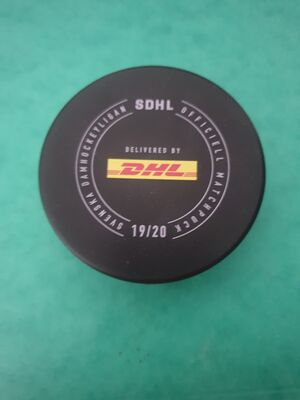 SDHL
SVENSKA DAMHOCKEYLIGAN
OFFICIELL MATCHPUCK
DELIVERED BY
DHL
19/20